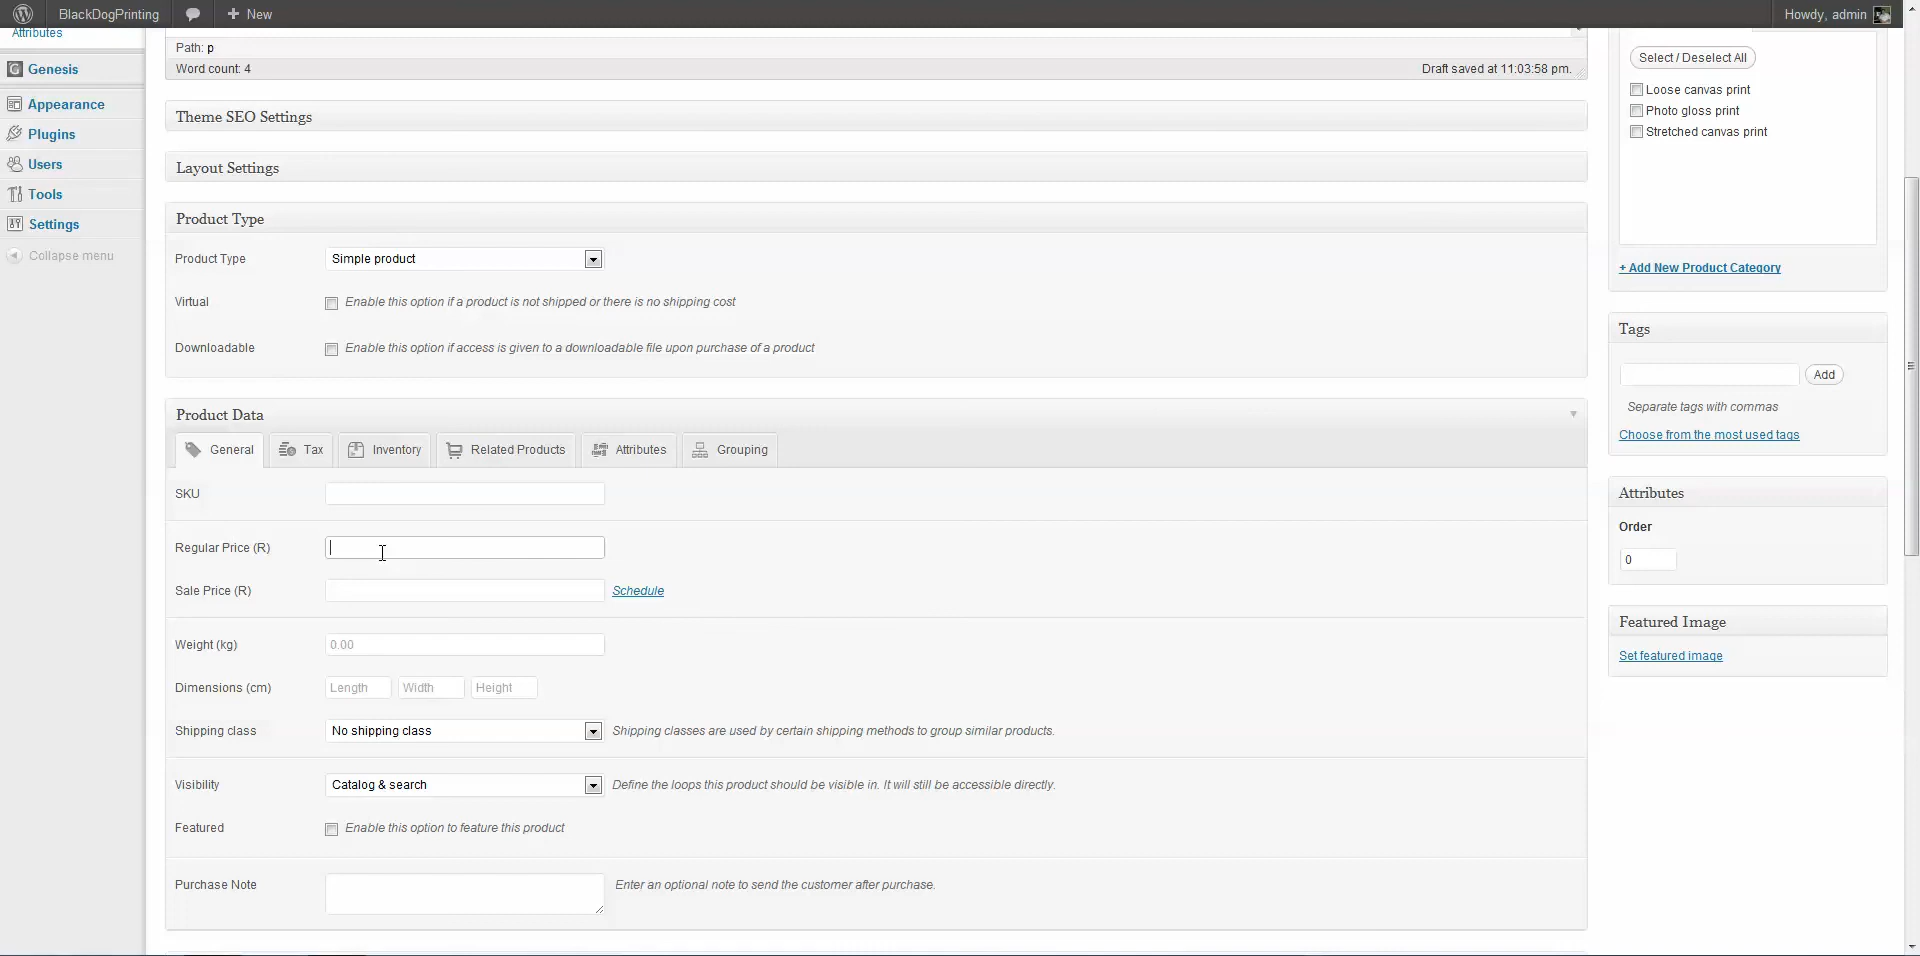 BlackDogPrinting
New
Howdy, admin
Attributes
Genesis
Appearance
Plugins
Users
Tools
Settings
Collapse menu
Path: p
Word count: 4
Draft saved at 11:03:58 pm.
Theme SEO Settings
Layout Settings
Product Type
Product Type
Simple product
Virtual
Enable this option if a product is not shipped or there is no shipping cost
Downloadable
Enable this option if access is given to a downloadable file upon purchase of a product
Product Data
General
Tax
Inventory
Related Products
Attributes
Grouping
SKU
Regular Price (R)
Sale Price (R)
Schedule
Weight (kg)
0.00
Dimensions (cm)
Length
Width
Height
Shipping class
No shipping class
Shipping classes are used by certain shipping methods to group similar products.
Visibility
Catalog & search
Define the loops this product should be visible in. It will still be accessible directly.
Featured
Enable this option to feature this product
Purchase Note
Enter an optional note to send the customer after purchase.
Select / Deselect All
Loose canvas print
Photo gloss print
Stretched canvas print
+ Add New Product Category
Tags
Add
Separate tags with commas
Choose from the most used tags
Attributes
Order
0
Featured Image
Set featured image